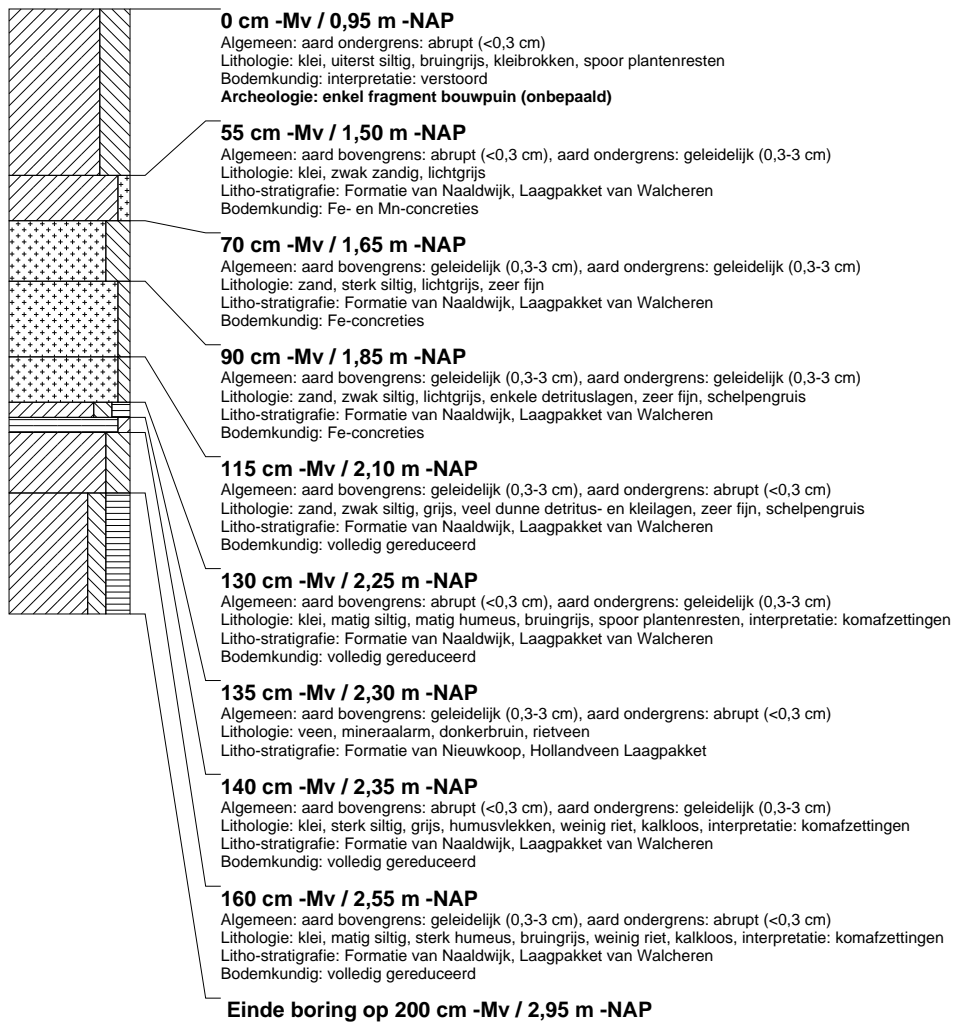 0 cm -Mv / 0,95 m -NAP
Algemeen: aard ondergrens: abrupt (<0,3 cm)
Lithologie: klei, uiterst siltig, bruingrijs, kleibrokken, spoor plantenresten
Bodemkundig: interpretatie: verstoord
Archeologie: enkel fragment bouwpuin (onbepaald)
55 cm -Mv / 1,50 m -NAP
Algemeen: aard bovengrens: abrupt (<0,3 cm), aard ondergrens: geleidelijk (0,3-3 cm)
Lithologie: klei, zwak zandig, lichtgrijs
Litho-stratigrafie: Formatie van Naaldwijk, Laagpakket van Walcheren
Bodemkundig: Fe- en Mn-concreties
70 cm -Mv / 1,65 m -NAP
Algemeen: aard bovengrens: geleidelijk (0,3-3 cm), aard ondergrens: geleidelijk (0,3-3 cm)
Lithologie: zand, sterk siltig, lichtgrijs, zeer fijn
Litho-stratigrafie: Formatie van Naaldwijk, Laagpakket van Walcheren
Bodemkundig: Fe-concreties
90 cm -Mv / 1,85 m -NAP
Algemeen: aard bovengrens: geleidelijk (0,3-3 cm), aard ondergrens: geleidelijk (0,3-3 cm)
Lithologie: zand, zwak siltig, lichtgrijs, enkele detrituslagen, zeer fijn, schelpengruis
Litho-stratigrafie: Formatie van Naaldwijk, Laagpakket van Walcheren
Bodemkundig: Fe-concreties
115 cm -Mv / 2,10 m -NAP
Algemeen: aard bovengrens: geleidelijk (0,3-3 cm), aard ondergrens: abrupt (<0,3 cm)
Lithologie: zand, zwak siltig, grijs, veel dunne detritus- en kleilagen, zeer fijn, schelpengruis
Litho-stratigrafie: Formatie van Naaldwijk, Laagpakket van Walcheren
Bodemkundig: volledig gereduceerd
130 cm -Mv / 2,25 m -NAP
Algemeen: aard bovengrens: abrupt (<0,3 cm), aard ondergrens: geleidelijk (0,3-3 cm)
Lithologie: klei, matig siltig, matig humeus, bruingrijs, spoor plantenresten, interpretatie: komafzettingen
Litho-stratigrafie: Formatie van Naaldwijk, Laagpakket van Walcheren
Bodemkundig: volledig gereduceerd
135 cm -Mv / 2,30 m -NAP
Algemeen: aard bovengrens: geleidelijk (0,3-3 cm), aard ondergrens: abrupt (<0,3 cm)
Lithologie: veen, mineraalarm, donkerbruin, rietveen
Litho-stratigrafie: Formatie van Nieuwkoop, Hollandveen Laagpakket
140 cm -Mv / 2,35 m -NAP
Algemeen: aard bovengrens: abrupt (<0,3 cm), aard ondergrens: geleidelijk (0,3-3 cm)
Lithologie: klei, sterk siltig, grijs, humusvlekken, weinig riet, kalkloos, interpretatie: komafzettingen
Litho-stratigrafie: Formatie van Naaldwijk, Laagpakket van Walcheren
Bodemkundig: volledig gereduceerd
160 cm -Mv / 2,55 m -NAP
Algemeen: aard bovengrens: geleidelijk (0,3-3 cm), aard ondergrens: abrupt (<0,3 cm)
Lithologie: klei, matig siltig, sterk humeus, bruingrijs, weinig riet, kalkloos, interpretatie: komafzettingen
Litho-stratigrafie: Formatie van Naaldwijk, Laagpakket van Walcheren
Bodemkundig: volledig gereduceerd
Einde boring op 200 cm -Mv / 2,95 m -NAP